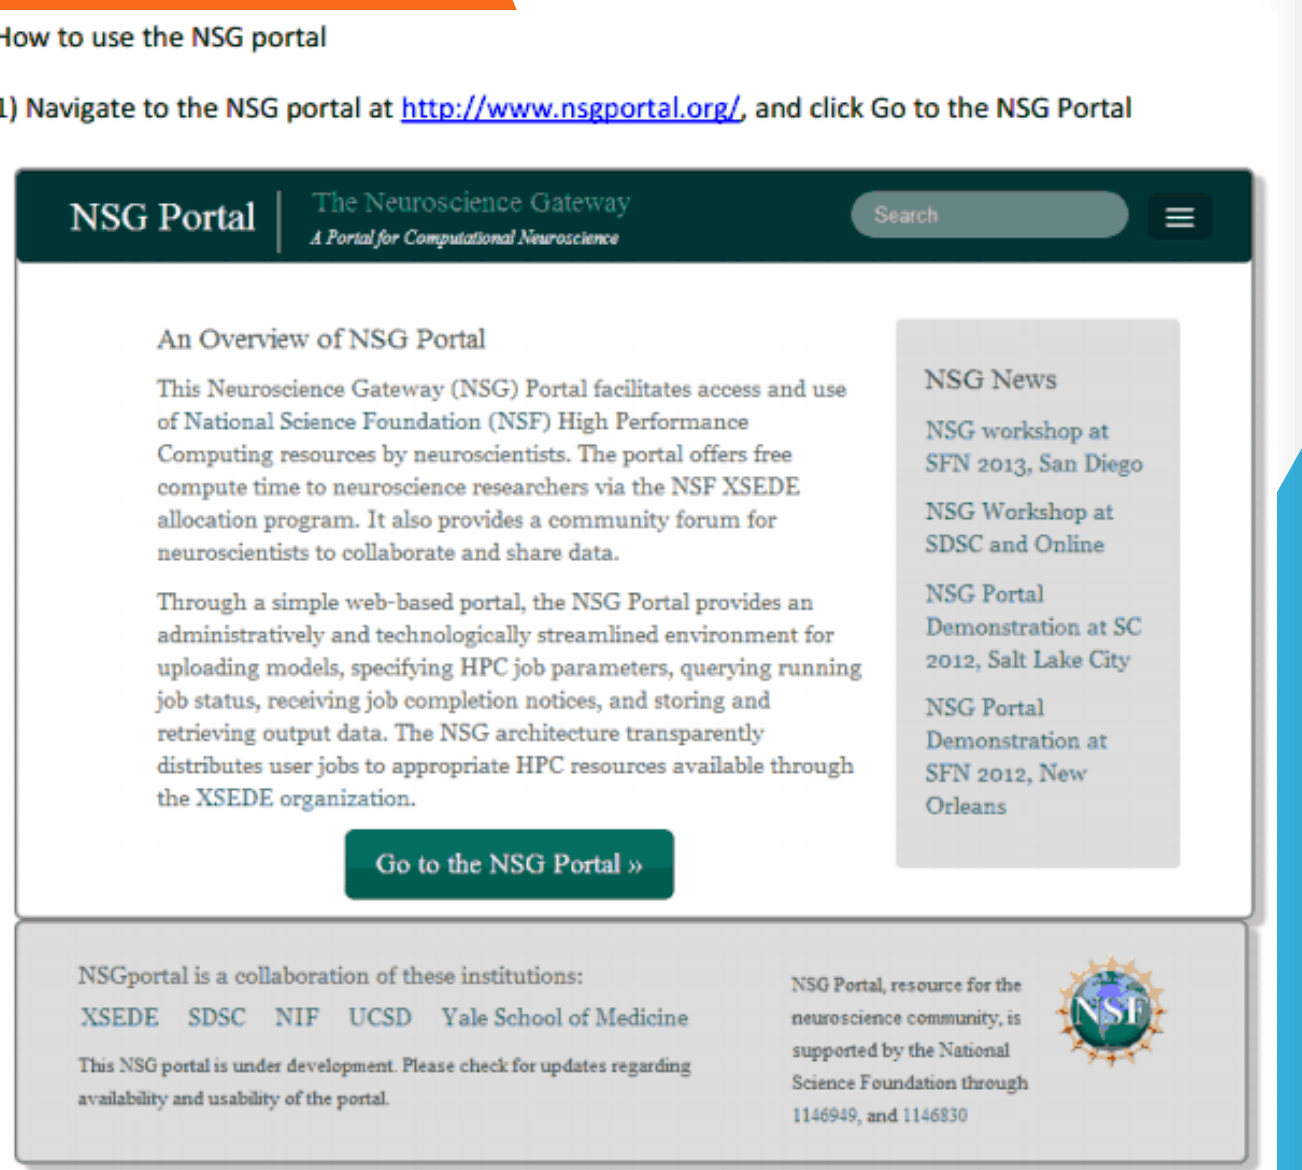 How to use the NSG portal
1) Navigate to the NSG portal at http://www.nsgportal.org/, and click Go to the NSG Portal
NSG Portal
The Neuroscience Gateway
A Portal for Computational Neuroscience
Search
An Overview of NSG Portal
This Neuroscience Gateway (NSG) Portal facilitates access and use
of National Science Foundation (NSF) High Performance
Computing resources by neuroscientists. The portal offers free
compute time to neuroscience researchers via the NSF XSEDE
allocation program. It also provides a community forum for
neuroscientists to collaborate and share data.
Through a simple web-based portal, the NSG Portal provides an
administratively and technologically streamlined environment for
uploading models, specifying HPC job parameters, querying running
job status, receiving job completion notices, and storing and
retrieving output data. The NSG architecture transparently
distributes user jobs to appropriate HPC resources available through
the XSEDE organization.
Go to the NSG Portal »
NSG News
NSG workshop at
SFN 2013, San Diego
NSG Workshop at
SDSC and Online
NSG Portal
Demonstration at SC
2012, Salt Lake City
NSG Portal
Demonstration at
SFN 2012, New
Orleans
NSGportal is a collaboration of these institutions:
XSEDE SDSC NIF UCSD Yale School of Medicine
This NSG portal is under development. Please check for updates regarding
availability and usability of the portal.
NSG Portal, resource for the
neuroscience community, is
supported by the National
Science Foundation through
1146949, and 1146830
NSF